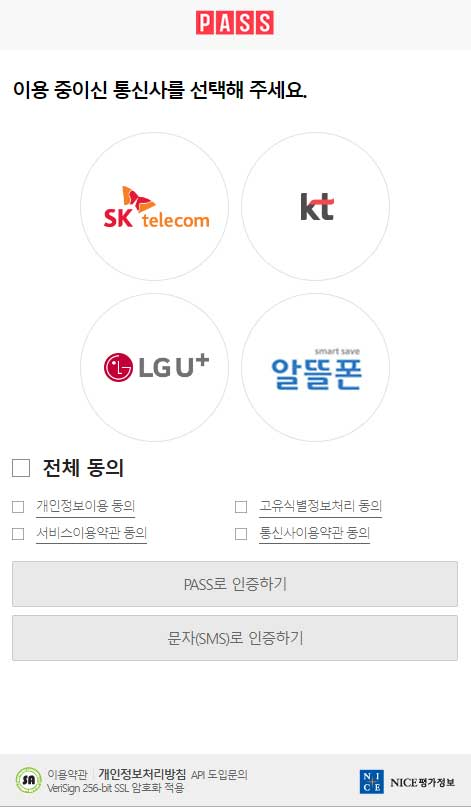 PASS
이용 중이신 통신사를 선택해 주세요.
SK telecom
kt
LG U+
smart save
알뜰폰
전체 동의
개인정보이용 동의
고유식별정보처리 동의
서비스이용약관 동의
통신사이용약관 동의
PASS로 인증하기
문자(SMS)로 인증하기
SA
이용약관 | 개인정보처리방침 API 도입문의
VeriSign 256-bit SSL 암호화 적용
NICE
NICE평가정보